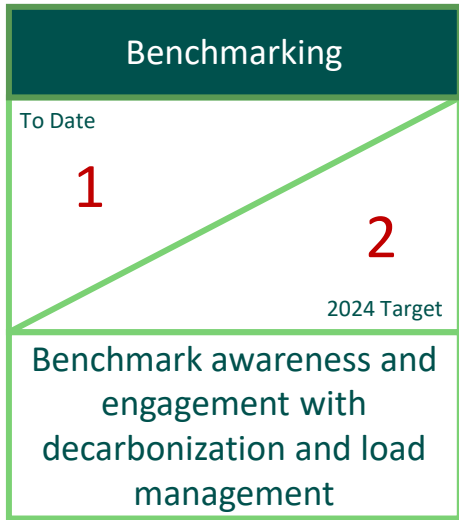 Benchmarking
To Date
1
2
2024 Target
Benchmark awareness and
engagement with
decarbonization and load
management